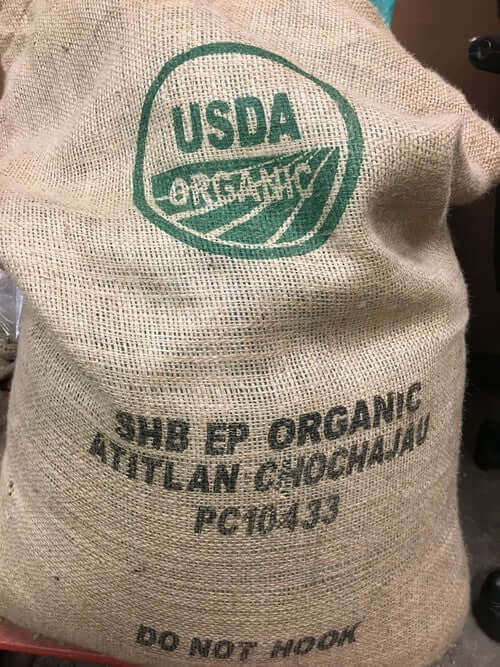 USDA
ORGANIC
SHB EP ORGANIC
ATITLAN CHOCHAJAU
PC10433
DO NOT HOOK